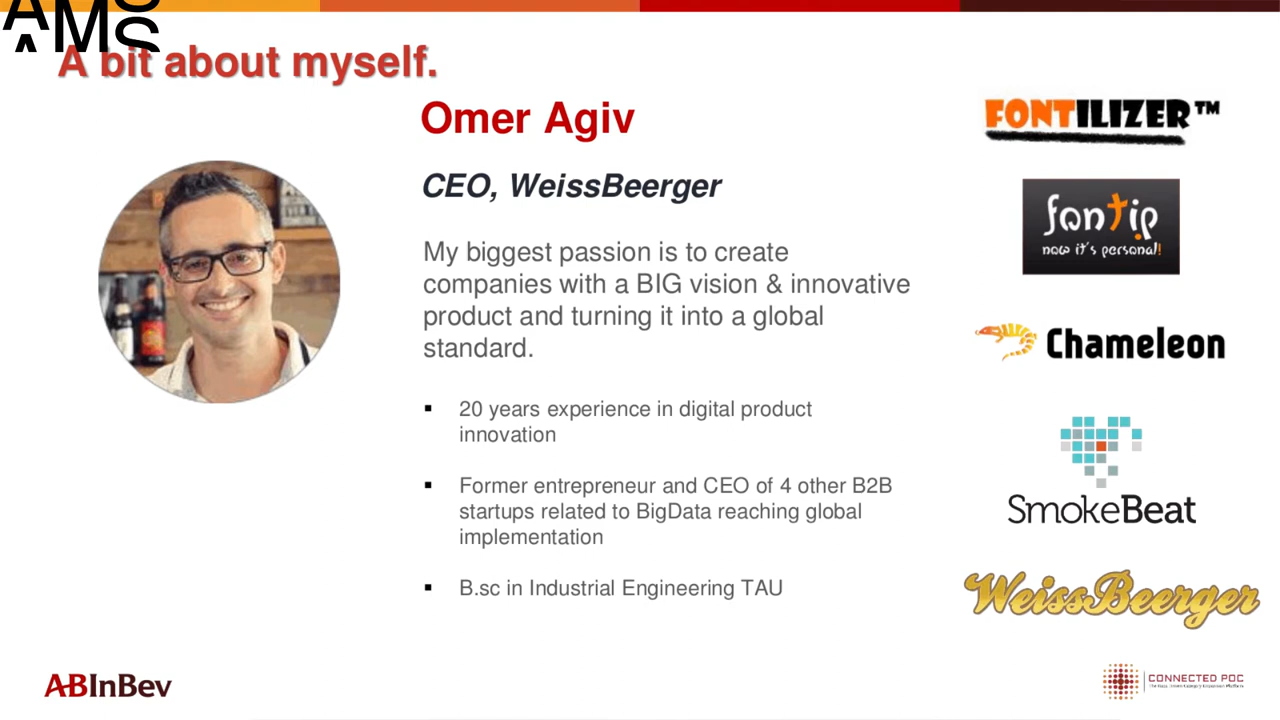 A bit about myself.
Omer Agiv
CEO, WeissBeerger
My biggest passion is to create
companies with a BIG vision & innovative
product and turning it into a global
standard.
▪ 20 years experience in digital product
innovation
▪ Former entrepreneur and CEO of 4 other B2B
startups related to BigData reaching global
implementation
▪ B.sc in Industrial Engineering TAU
FONTILIZER™
fontip
now it's personal!
Chameleon
SmokeBeat
WeissBeerger
ABInBev
CONNECTED POC